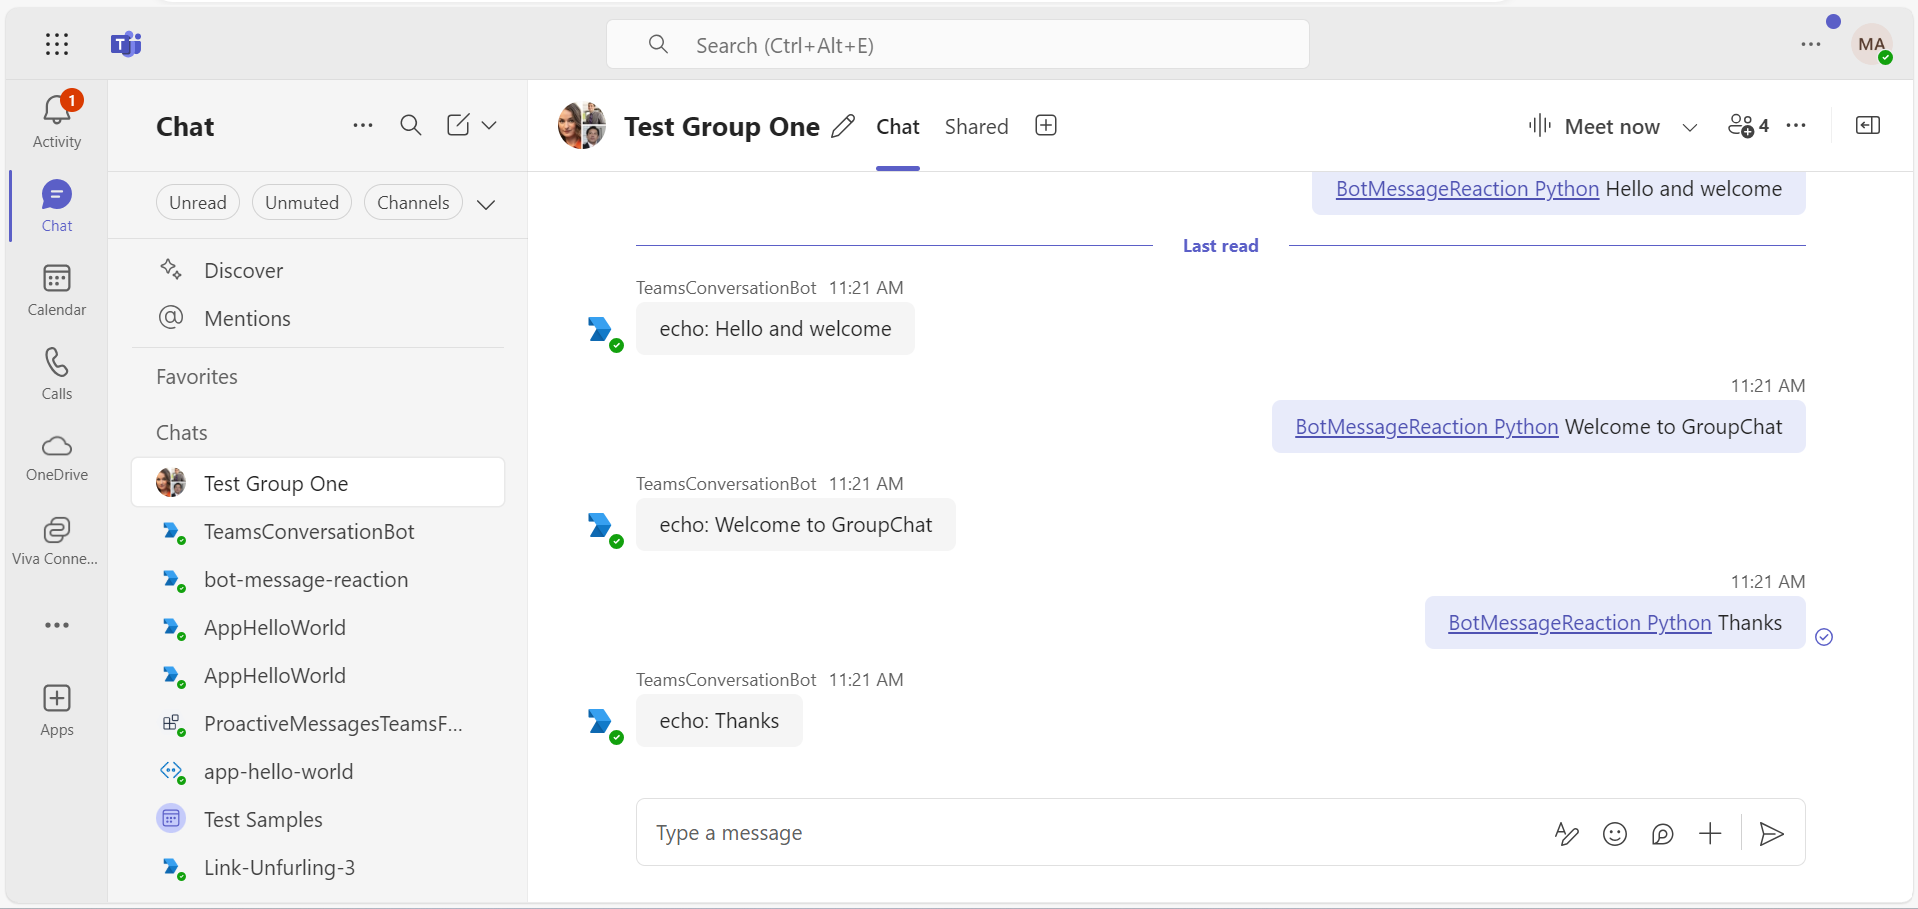 Search (Ctrl+Alt+E)
MA
1
Activity
Chat
Calendar
Calls
OneDrive
Viva Conne...
Apps
Chat
Unread
Unmuted
Channels
Discover
Mentions
Favorites
Chats
Test Group One
TeamsConversationBot
bot-message-reaction
AppHelloWorld
AppHelloWorld
ProactiveMessagesTeamsF...
app-hello-world
Test Samples
Link-Unfurling-3
Test Group One
Chat
Shared
Meet now
4
BotMessageReaction Python Hello and welcome
Last read
TeamsConversationBot 11:21 AM
echo: Hello and welcome
11:21 AM
BotMessageReaction Python Welcome to GroupChat
TeamsConversationBot 11:21 AM
echo: Welcome to GroupChat
11:21 AM
BotMessageReaction Python Thanks
TeamsConversationBot 11:21 AM
echo: Thanks
Type a message